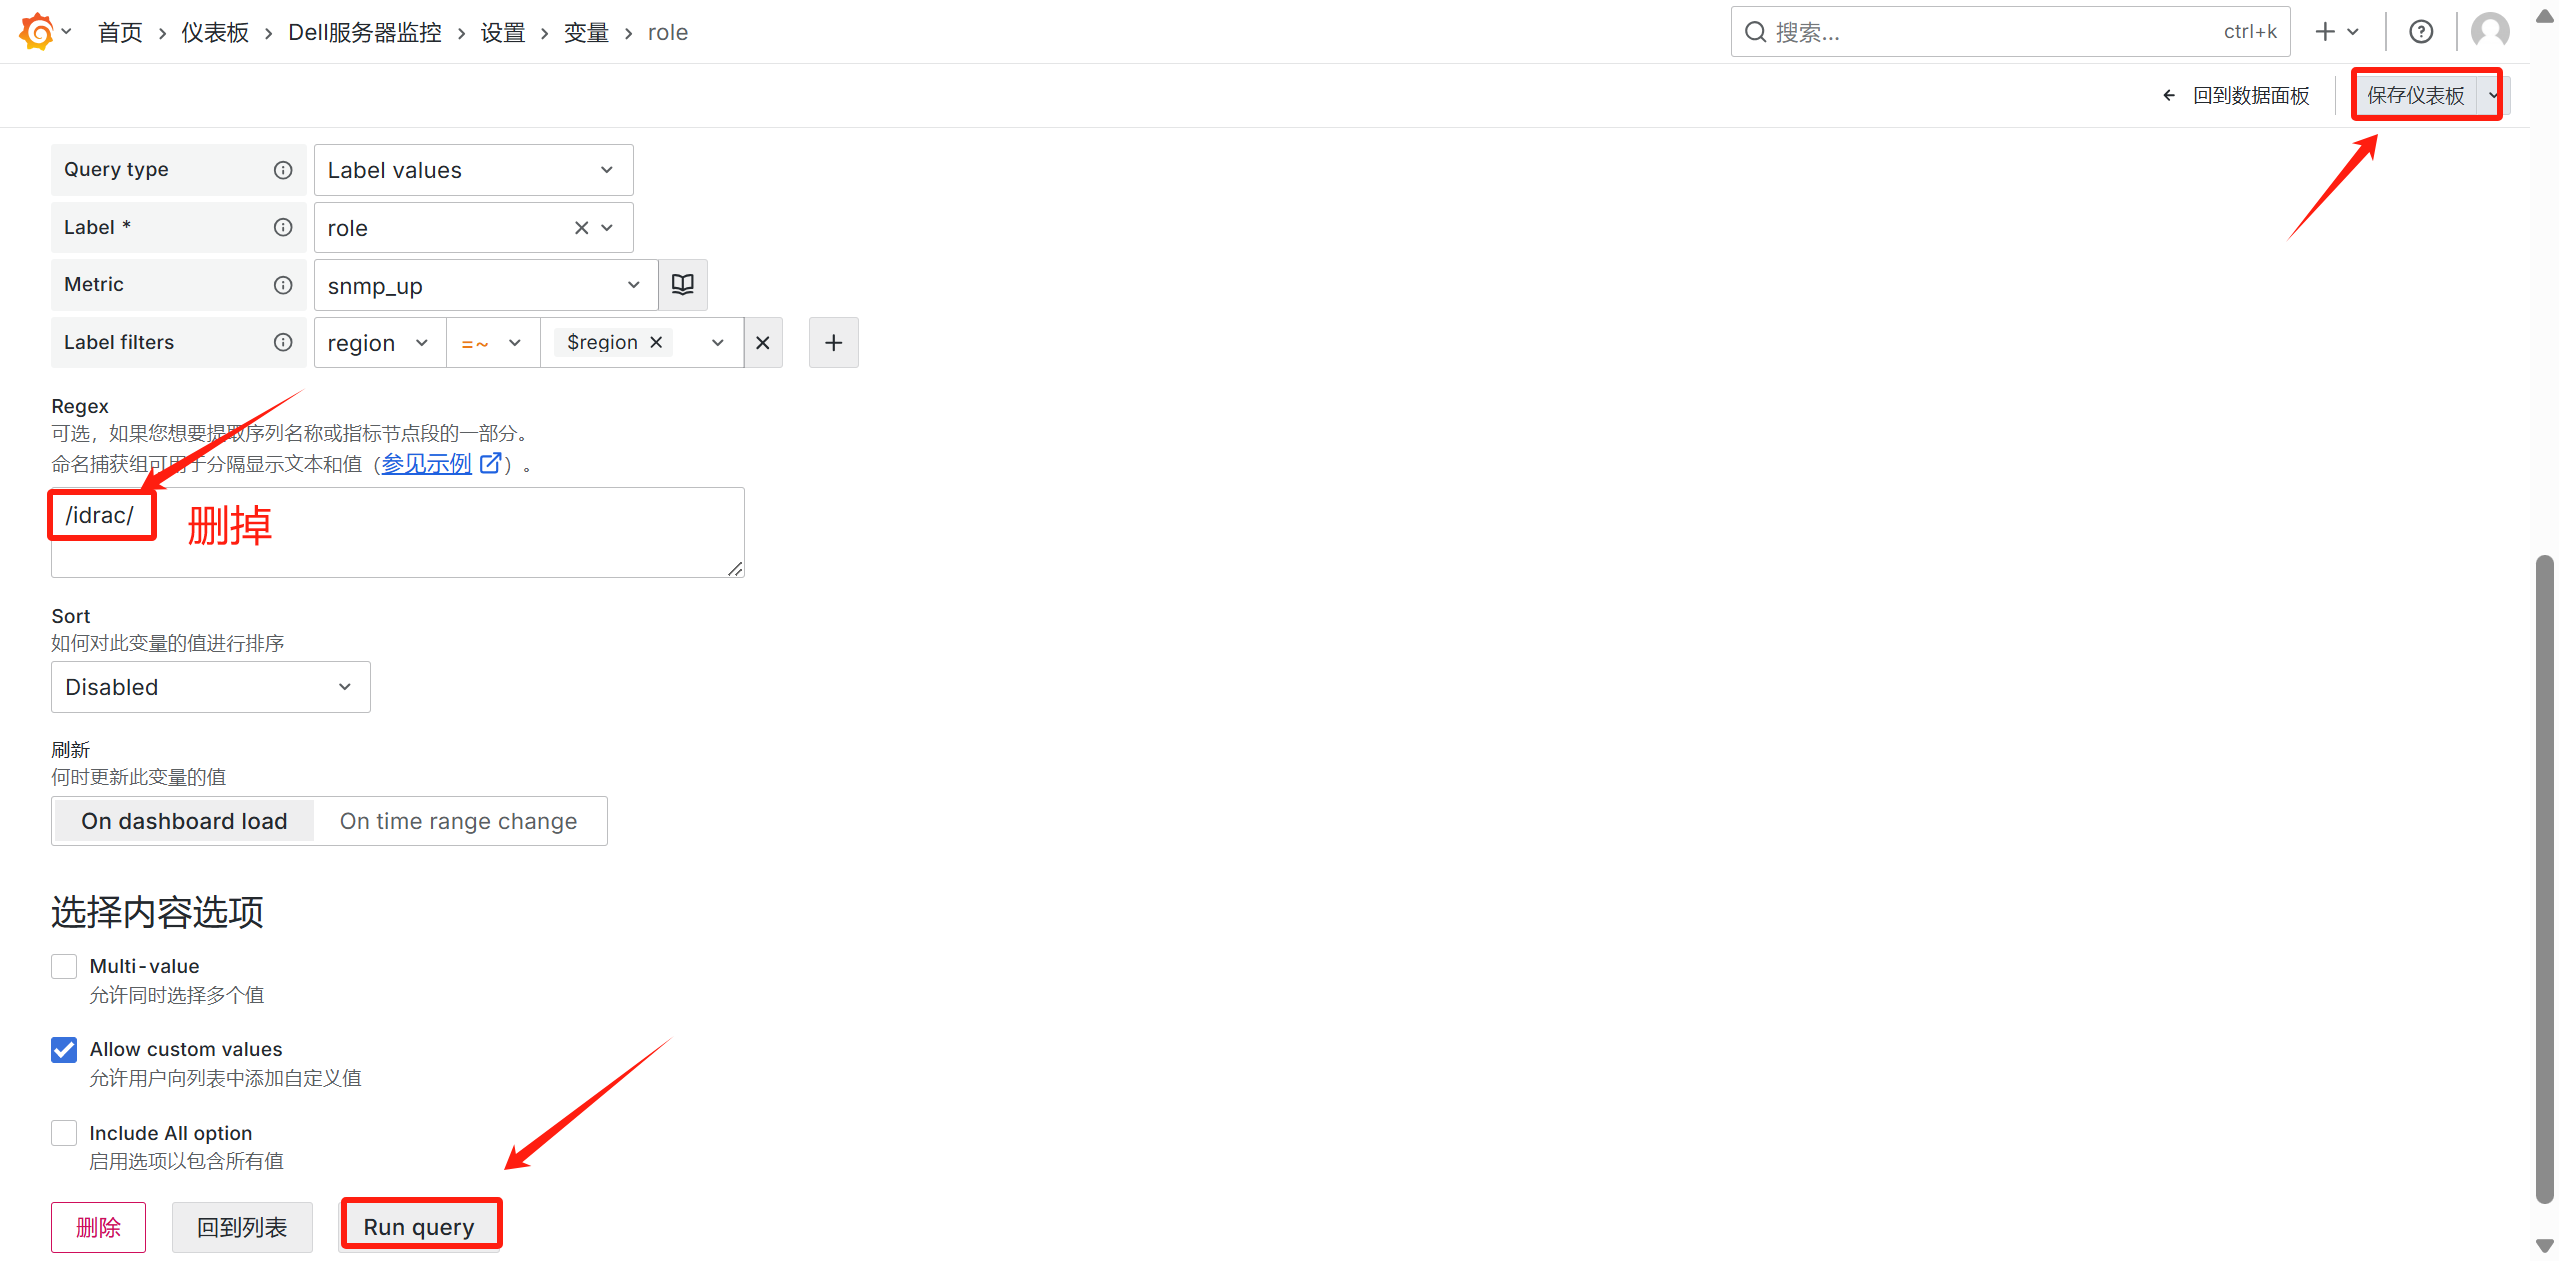 首页 › 仪表板 › Dell服务器监控 › 设置 › 变量 › role
搜索...
ctrl+k
回到数据面板
保存仪表板
Query type
Label values
Label *
role
Metric
snmp_up
Label filters
region
=~
$region
Regex
可选，如果您想要提取序列名称或指标节点段的一部分。
命名捕获组可用于分隔显示文本和值（参见示例）。
/idrac/
删掉
Sort
如何对此变量的值进行排序
Disabled
刷新
何时更新此变量的值
On dashboard load
On time range change
选择内容选项
Multi-value
允许同时选择多个值
Allow custom values
允许用户向列表中添加自定义值
Include All option
启用选项以包含所有值
删除
回到列表
Run query